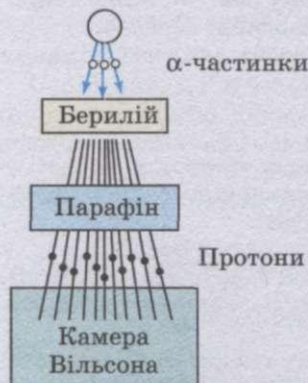 α-частинки
Берилій
Парафін
Протони
Камера
Вільсона